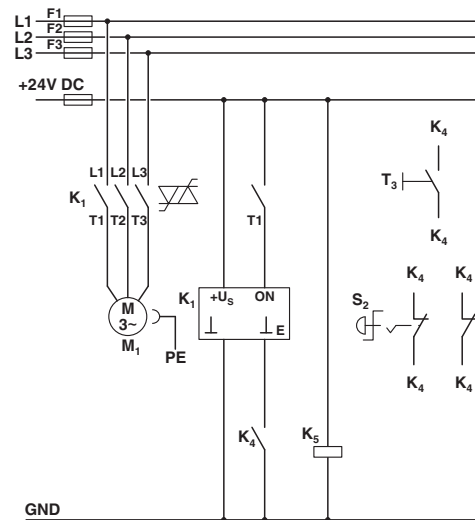 L1 F1
L2 F2
L3 F3
+24V DC
K4
L1 L2 L3
T3
K1
T1 T2 T3
T1
K4
K1 +US ON
K4 K4
M
3~
S2
E
M1
PE
K4 K4
K4
K5
GND